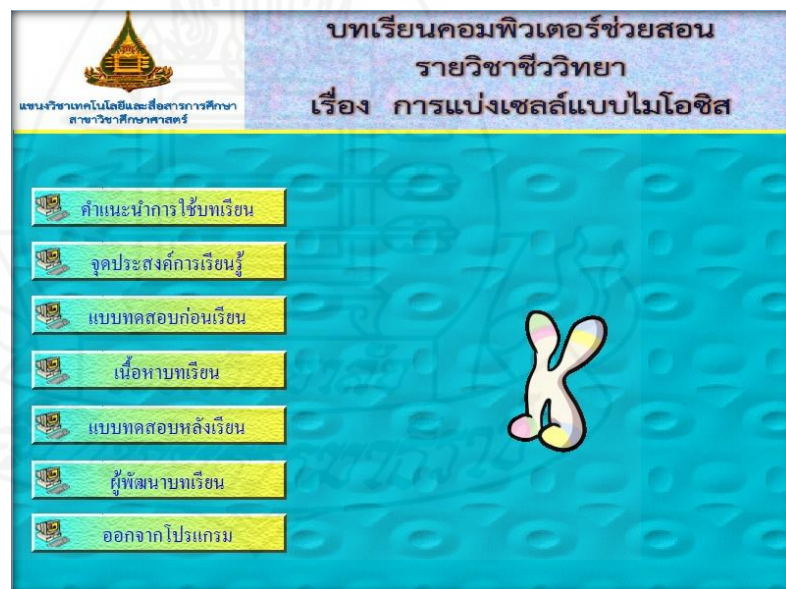 บทเรียนคอมพิวเตอร์ช่วยสอน
รายวิชาชีววิทยา
เรื่อง การแบ่งเซลล์แบบไมโอซิส
แขนงวิชาเทคโนโลยีและสื่อสารการศึกษา
สาขาวิชาศึกษาศาสตร์
คำแนะนำการใช้บทเรียน
จุดประสงค์การเรียนรู้
แบบทดสอบก่อนเรียน
เนื้อหาบทเรียน
แบบทดสอบหลังเรียน
ผู้พัฒนาบทเรียน
ออกจากโปรแกรม